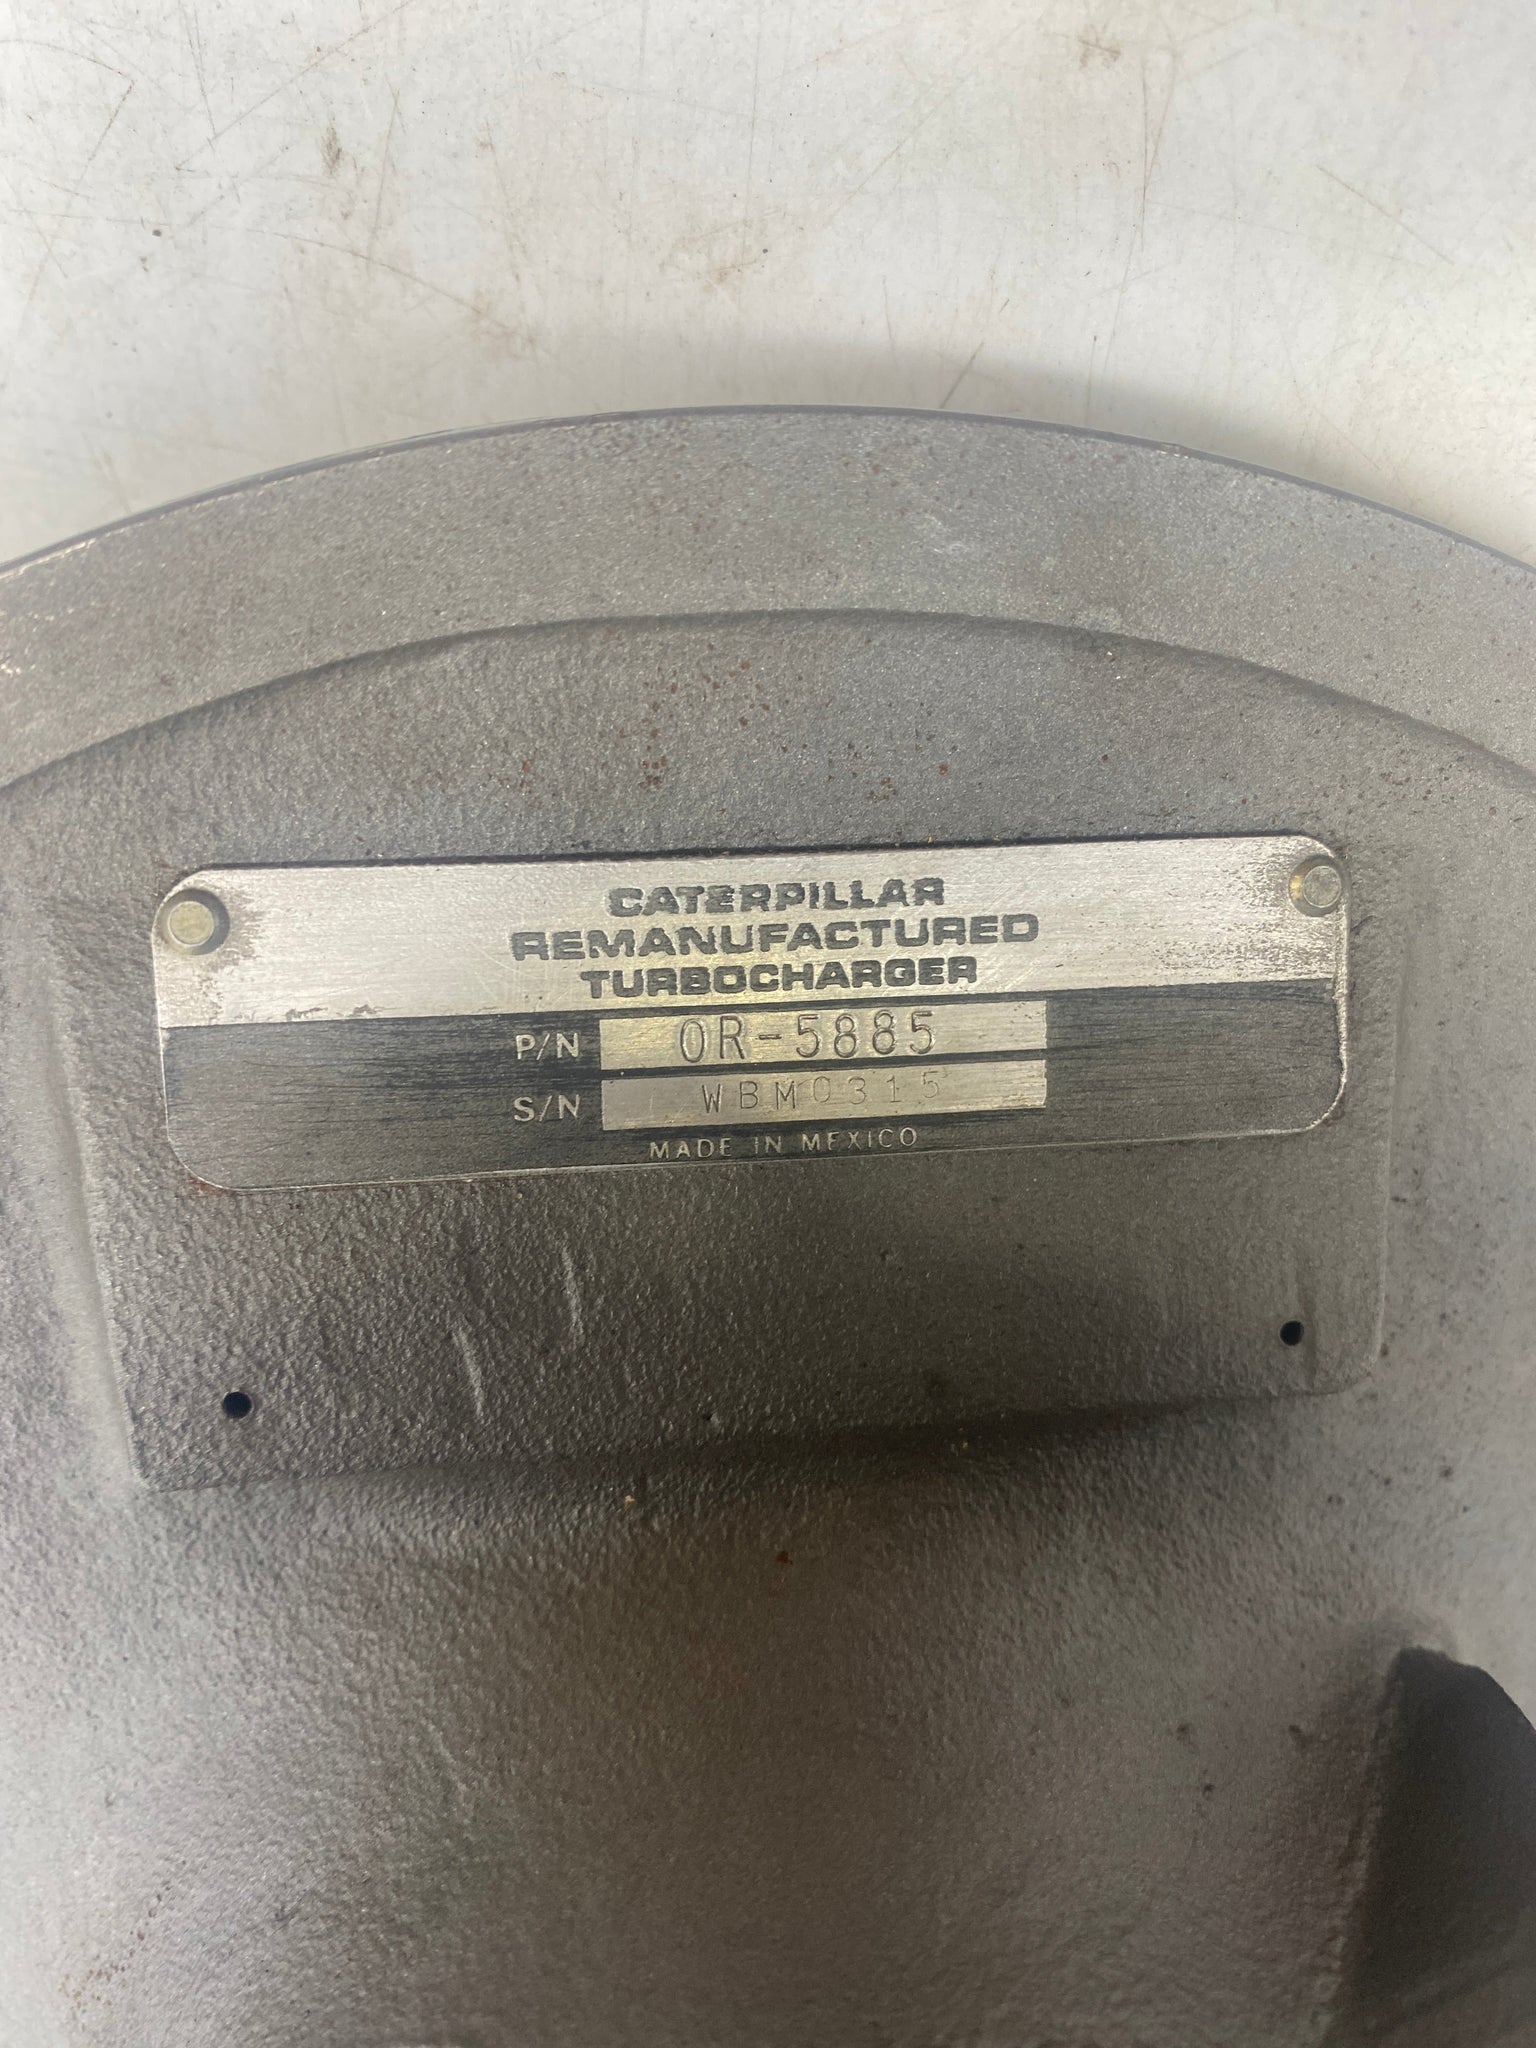 CATERPILLAR
REMANUFACTURED
TURBOCHARGER
P/N 0R-5885
S/N WBM0315
MADE IN MEXICO